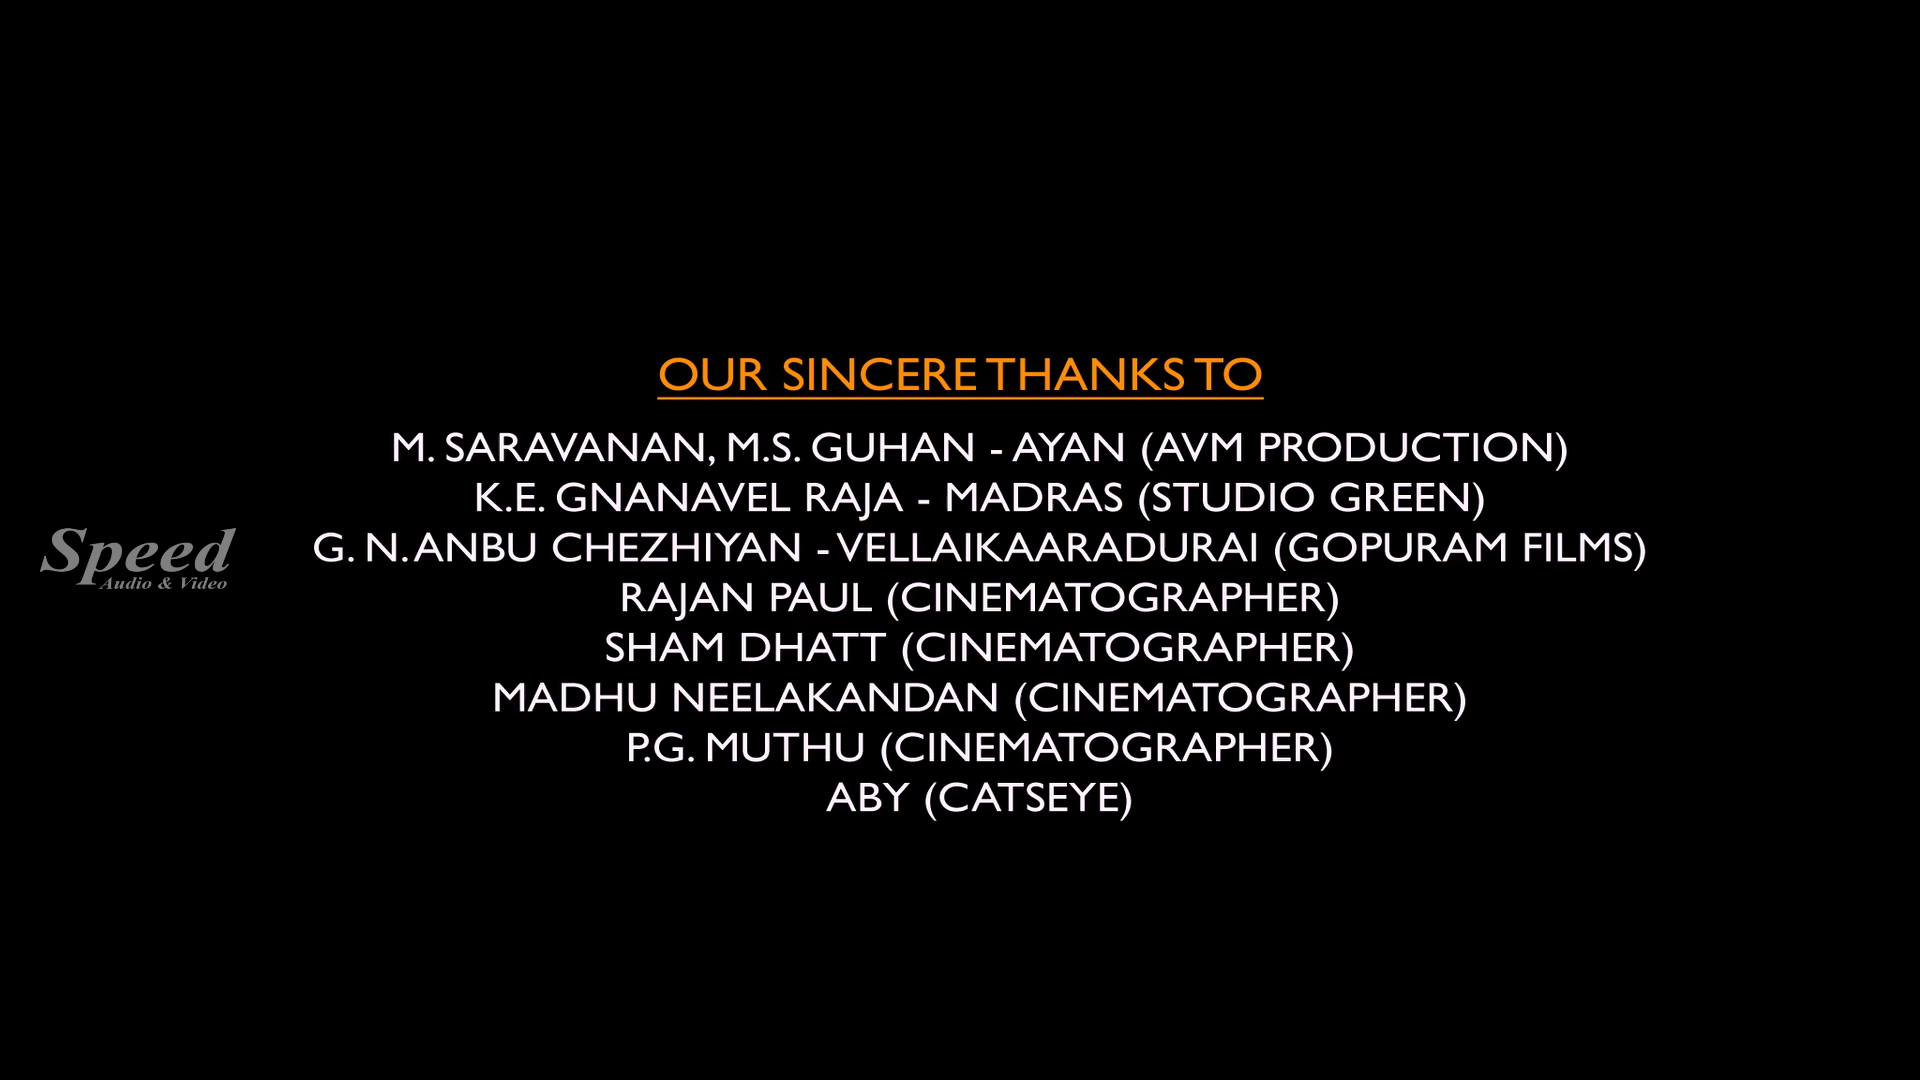 OUR SINCERE THANKS TO
M. SARAVANAN, M.S. GUHAN - AYAN (AVM PRODUCTION)
K.E. GNANAVEL RAJA - MADRAS (STUDIO GREEN)
G. N. ANBU CHEZHIYAN - VELLAIKAARADURAI (GOPURAM FILMS)
RAJAN PAUL (CINEMATOGRAPHER)
SHAM DHATT (CINEMATOGRAPHER)
MADHU NEELAKANDAN (CINEMATOGRAPHER)
P.G. MUTHU (CINEMATOGRAPHER)
ABY (CATSEYE)
Speed
Audio & Video